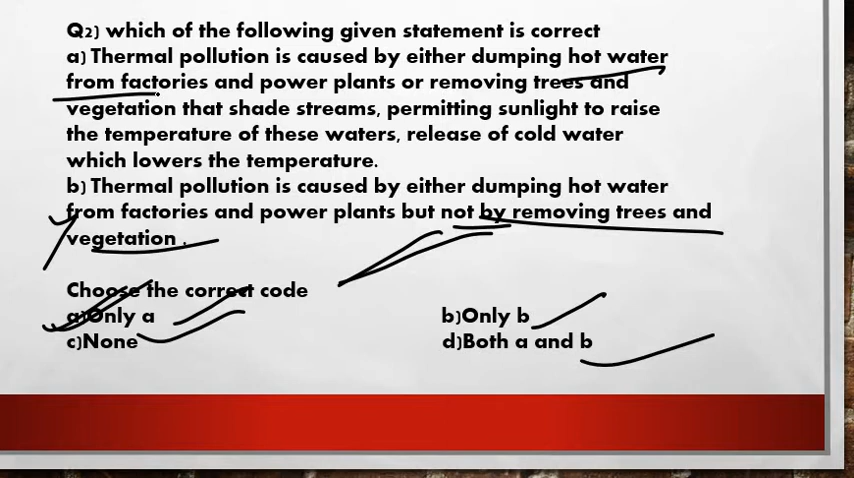 Q2) which of the following given statement is correct
a) Thermal pollution is caused by either dumping hot water
from factories and power plants or removing trees and
vegetation that shade streams, permitting sunlight to raise
the temperature of these waters, release of cold water
which lowers the temperature.
b) Thermal pollution is caused by either dumping hot water
from factories and power plants but not by removing trees and
vegetation .
Choose the correct code
a)Only a b)Only b
c)None d)Both a and b